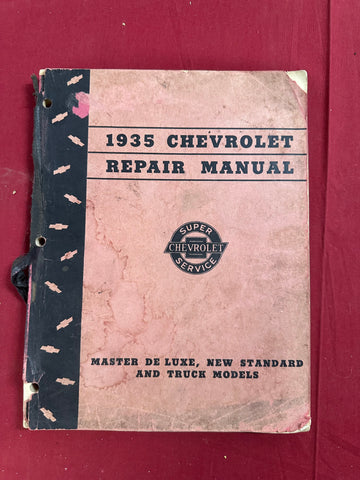 1935 CHEVROLET
REPAIR MANUAL
SUPER
CHEVROLET
SERVICE
MASTER DE LUXE, NEW STANDARD
AND TRUCK MODELS